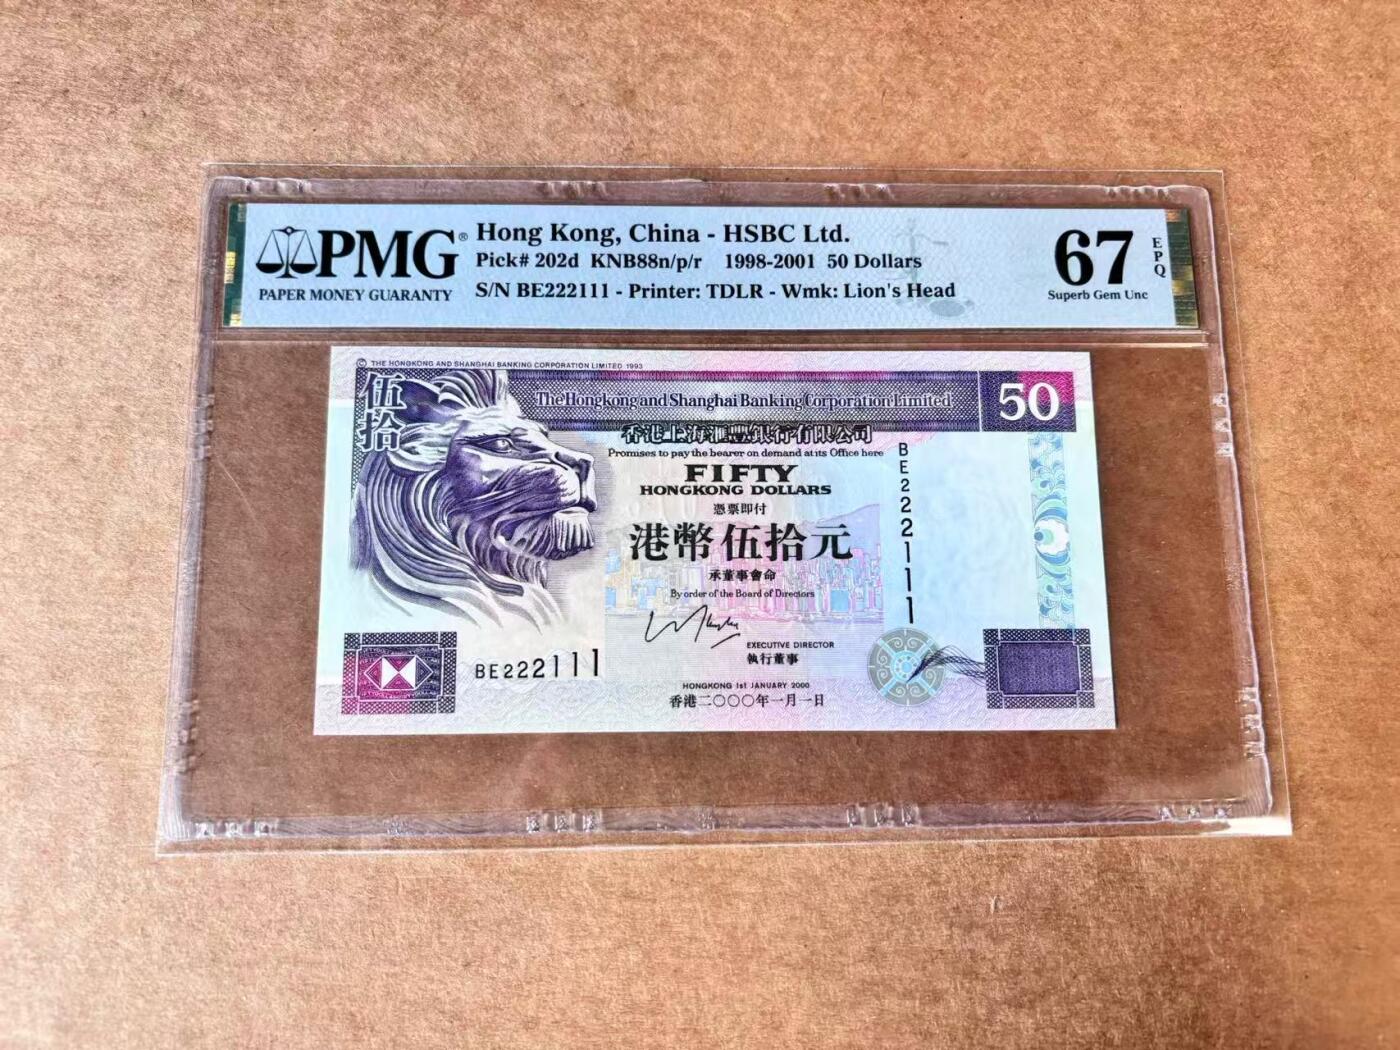 PMG®
PAPER MONEY GUARANTY
Hong Kong, China - HSBC Ltd.
Pick# 202d KNB88n/p/r 1998-2001 50 Dollars
S/N BE222111 - Printer: TDLR - Wmk: Lion's Head
67
EPQ
Superb Gem Unc
© THE HONGKONG AND SHANGHAI BANKING CORPORATION LIMITED 1993
伍拾
The Hongkong and Shanghai Banking Corporation Limited
50
香港上海滙豐銀行有限公司
Promises to pay the bearer on demand at its Office here
FIFTY
HONGKONG DOLLARS
憑票即付
港幣伍拾元
承董事會命
By order of the Board of Directors
EXECUTIVE DIRECTOR
執行董事
HONGKONG 1st JANUARY 2000
香港二〇〇〇年一月一日
BE222111
BE222111